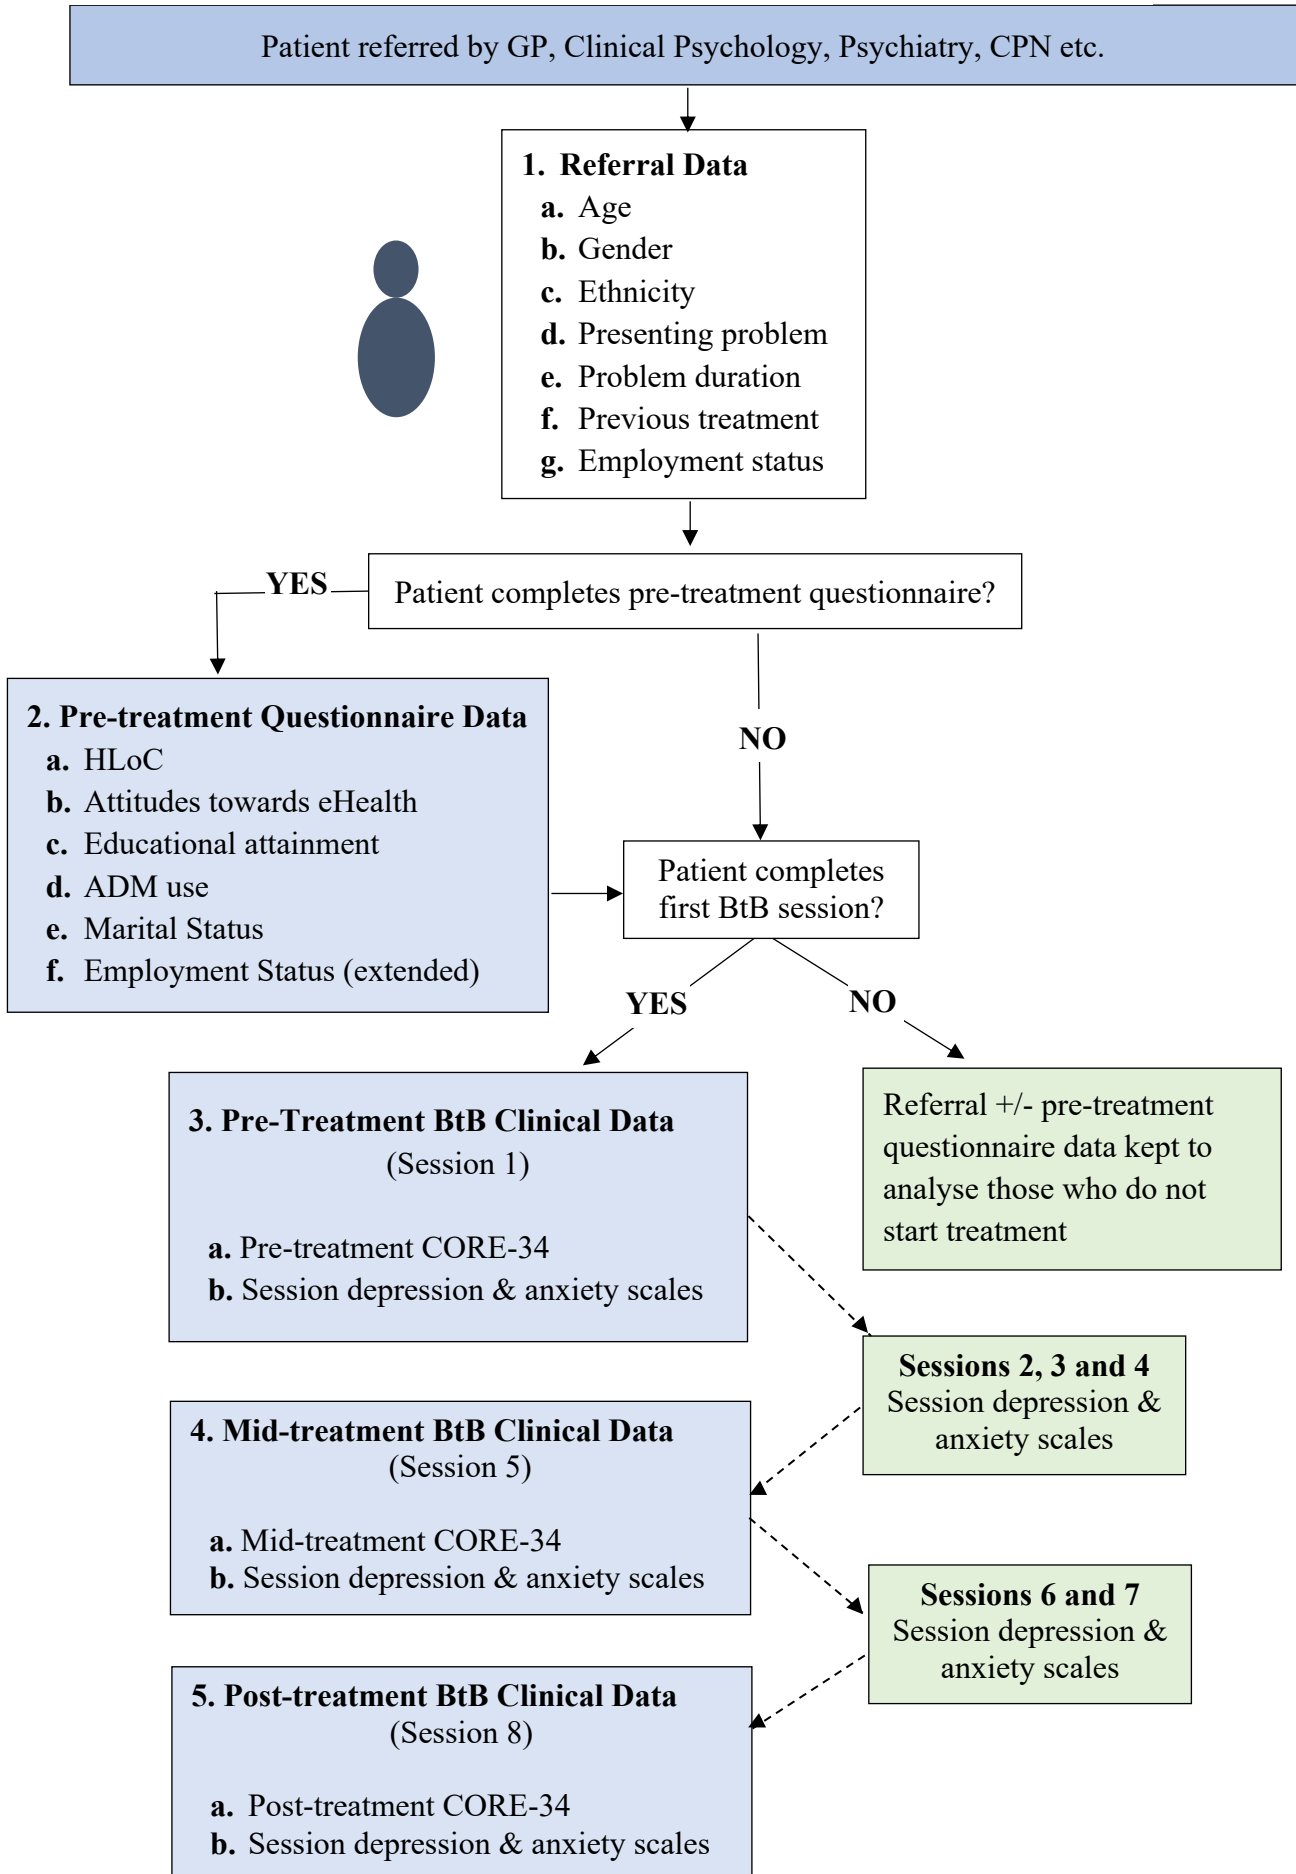 Patient referred by GP, Clinical Psychology, Psychiatry, CPN etc.
1. Referral Data
a. Age
b. Gender
c. Ethnicity
d. Presenting problem
e. Problem duration
f. Previous treatment
g. Employment status
Patient completes pre-treatment questionnaire?
YES
NO
2. Pre-treatment Questionnaire Data
a. HLoC
b. Attitudes towards eHealth
c. Educational attainment
d. ADM use
e. Marital Status
f. Employment Status (extended)
Patient completes
first BtB session?
YES
NO
3. Pre-Treatment BtB Clinical Data
(Session 1)
a. Pre-treatment CORE-34
b. Session depression & anxiety scales
Referral +/- pre-treatment
questionnaire data kept to
analyse those who do not
start treatment
Sessions 2, 3 and 4
Session depression &
anxiety scales
4. Mid-treatment BtB Clinical Data
(Session 5)
a. Mid-treatment CORE-34
b. Session depression & anxiety scales
Sessions 6 and 7
Session depression &
anxiety scales
5. Post-treatment BtB Clinical Data
(Session 8)
a. Post-treatment CORE-34
b. Session depression & anxiety scales